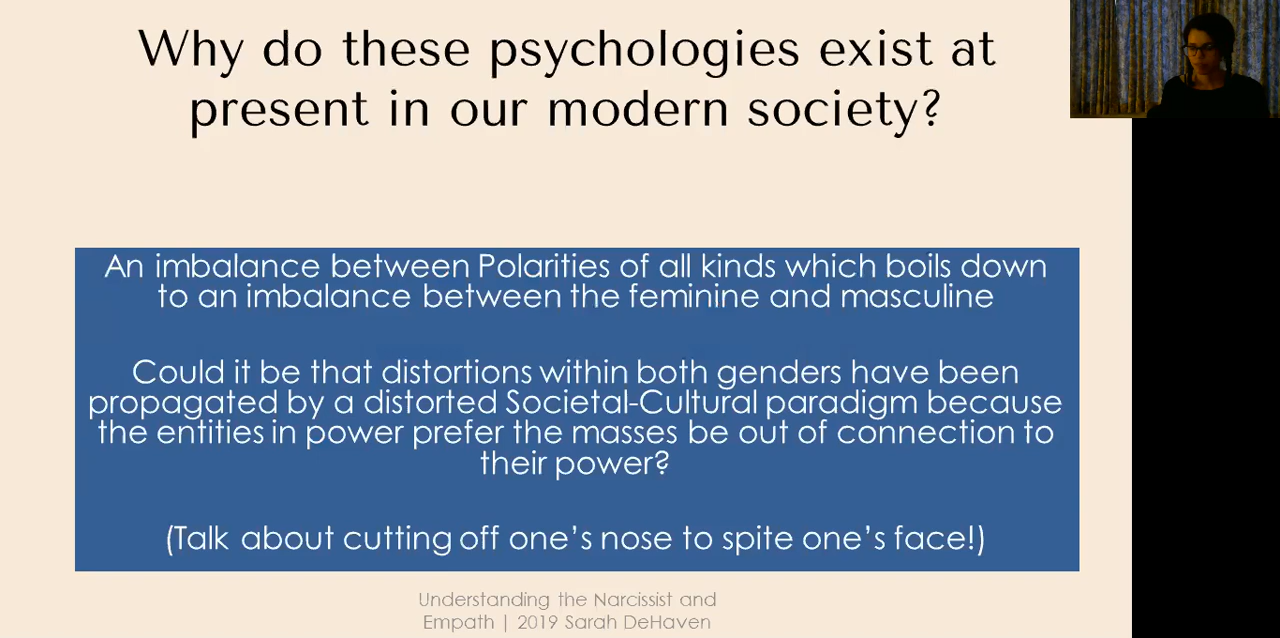 Why do these psychologies exist at
present in our modern society?
An imbalance between Polarities of all kinds which boils down
to an imbalance between the feminine and masculine
Could it be that distortions within both genders have been
propagated by a distorted Societal-Cultural paradigm because
the entities in power prefer the masses be out of connection to
their power?
(Talk about cutting off one’s nose to spite one’s face!)
Understanding the Narcissist and
Empath | 2019 Sarah DeHaven